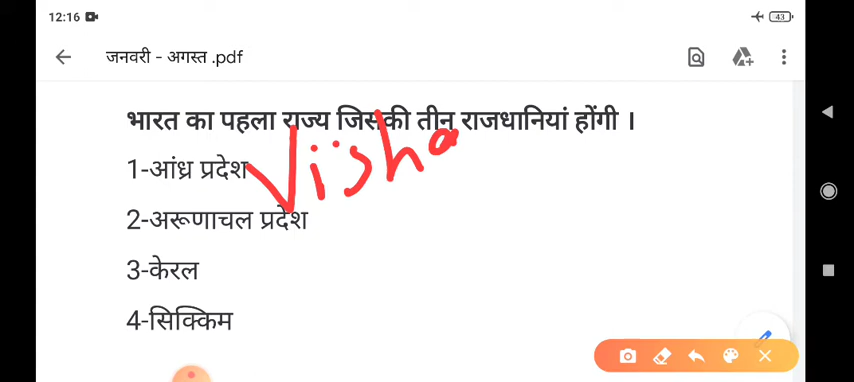 12:16
43
जनवरी - अगस्त .pdf
भारत का पहला राज्य जिसकी तीन राजधानियां होंगी ।
1-आंध्र प्रदेश
Visha
2-अरूणाचल प्रदेश
3-केरल
4-सिक्किम